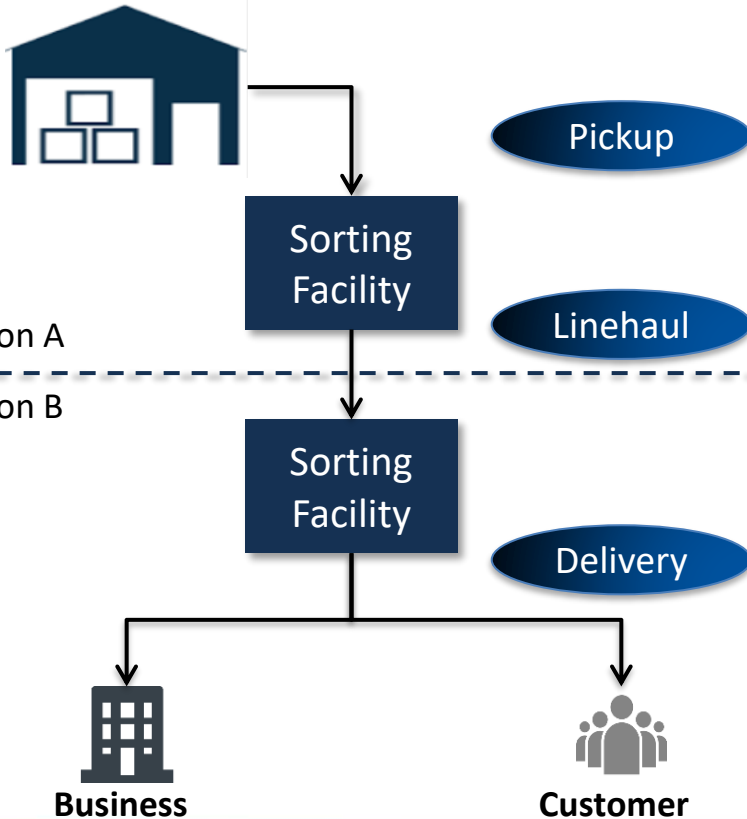 Pickup
Sorting
Facility
Linehaul
on A
on B
Sorting
Facility
Delivery
Business
Customer